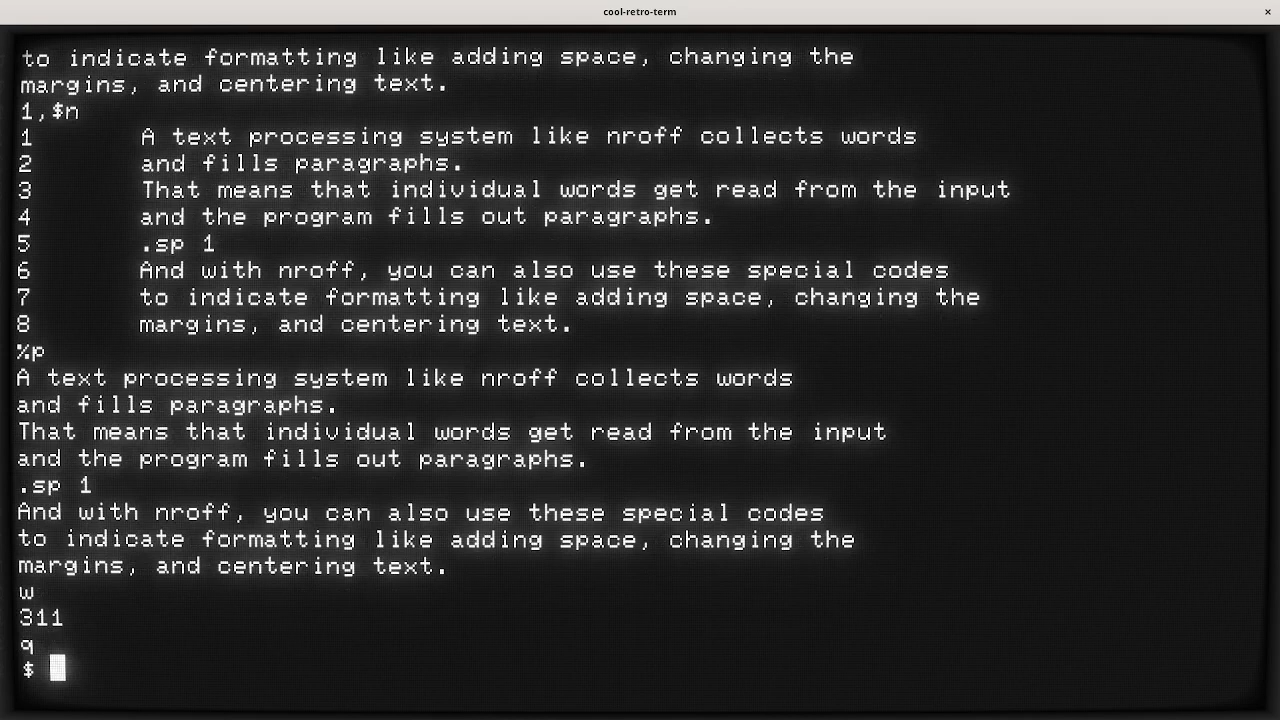 cool-retro-term ×
to indicate formatting like adding space, changing the
margins, and centering text.
1,$n
1 A text processing system like nroff collects words
2 and fills paragraphs.
3 That means that individual words get read from the input
4 and the program fills out paragraphs.
5 .sp 1
6 And with nroff, you can also use these special codes
7 to indicate formatting like adding space, changing the
8 margins, and centering text.
%p
A text processing system like nroff collects words
and fills paragraphs.
That means that individual words get read from the input
and the program fills out paragraphs.
.sp 1
And with nroff, you can also use these special codes
to indicate formatting like adding space, changing the
margins, and centering text.
w
311
q
$